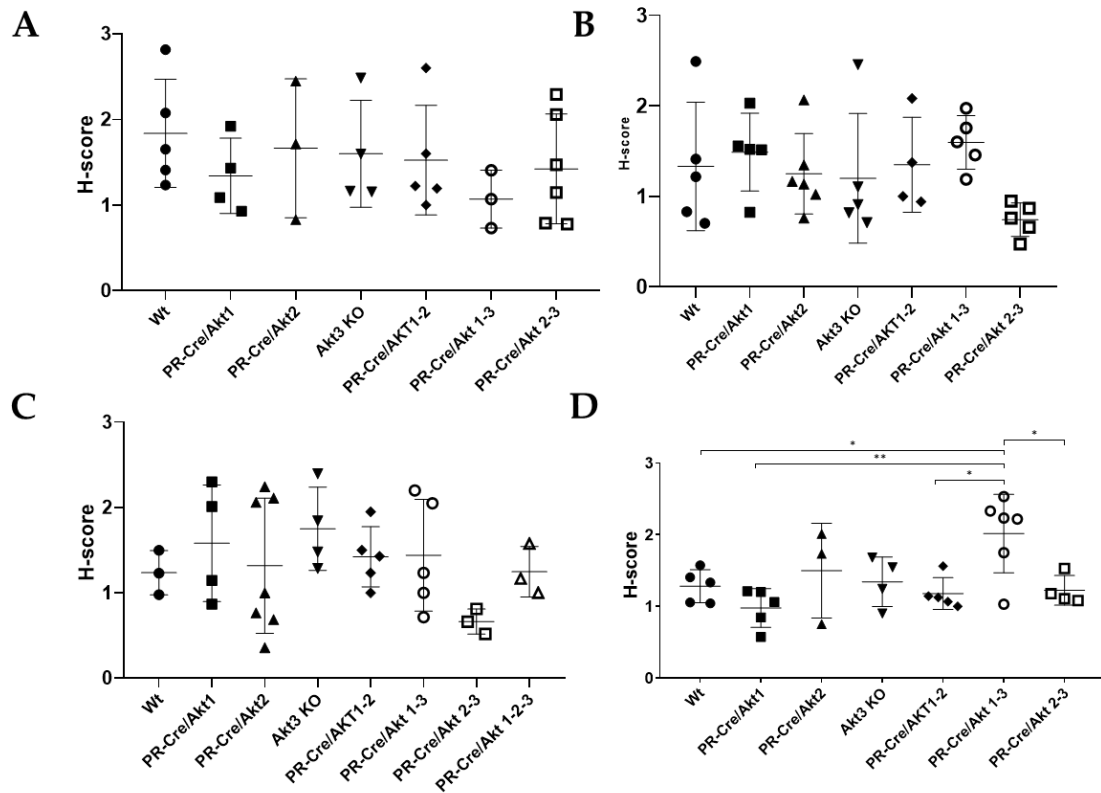 A
H-score
3
2
1
0
Wt
PR-Cre/Akt1
PR-Cre/Akt2
Akt3 KO
PR-Cre/AKT1-2
PR-Cre/Akt 1-3
PR-Cre/Akt 2-3
B
H-score
3
2
1
0
Wt
PR-Cre/Akt1
PR-Cre/Akt2
Akt3 KO
PR-Cre/AKT1-2
PR-Cre/Akt 1-3
PR-Cre/Akt 2-3
C
H-score
3
2
1
0
Wt
PR-Cre/Akt1
PR-Cre/Akt2
Akt3 KO
PR-Cre/AKT1-2
PR-Cre/Akt 1-3
PR-Cre/Akt 2-3
PR-Cre/Akt 1-2-3
D
*
*
**
*
H-score
3
2
1
0
Wt
PR-Cre/Akt1
PR-Cre/Akt2
Akt3 KO
PR-Cre/AKT1-2
PR-Cre/Akt 1-3
PR-Cre/Akt 2-3